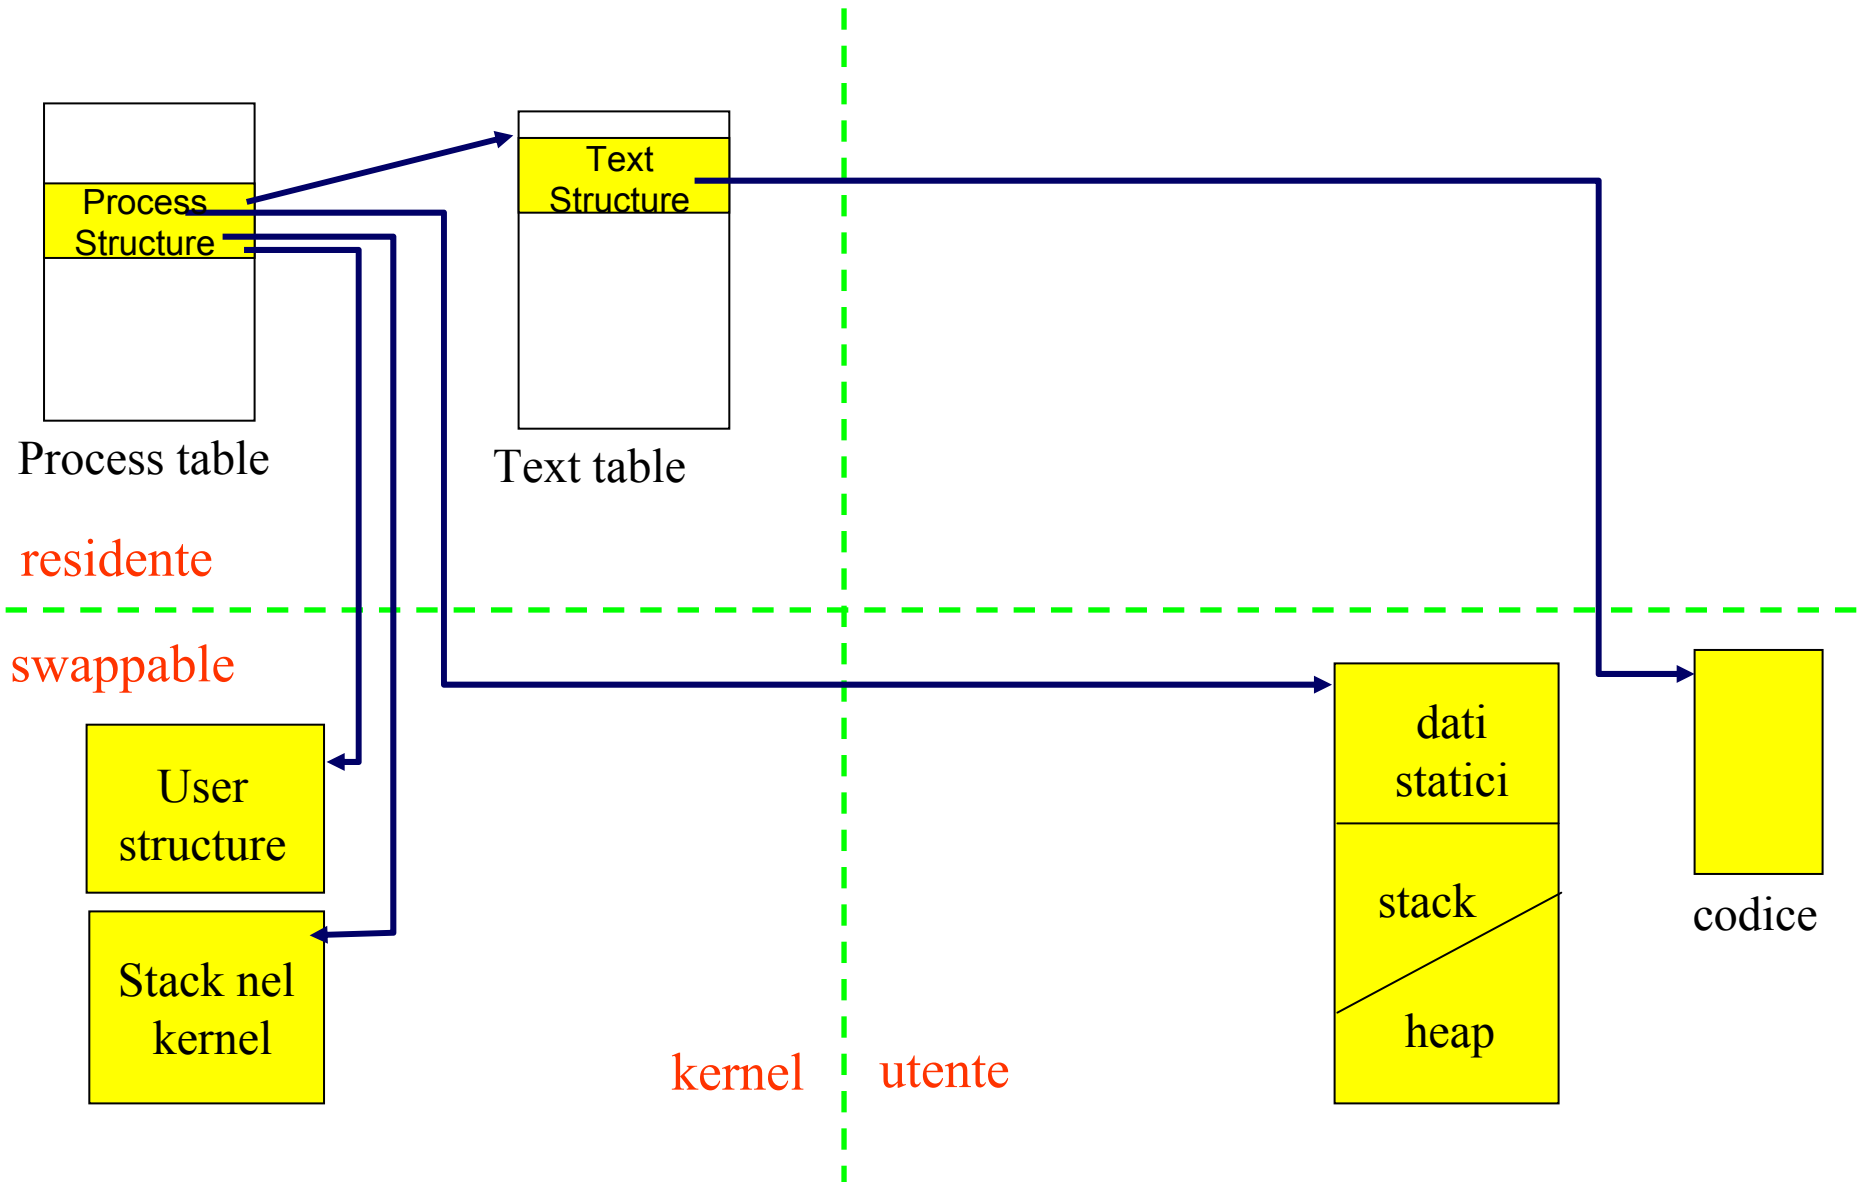 Process
Structure
Process table
Text
Structure
Text table
residente
swappable
User
structure
Stack nel
kernel
kernel
utente
dati
statici
stack
heap
codice